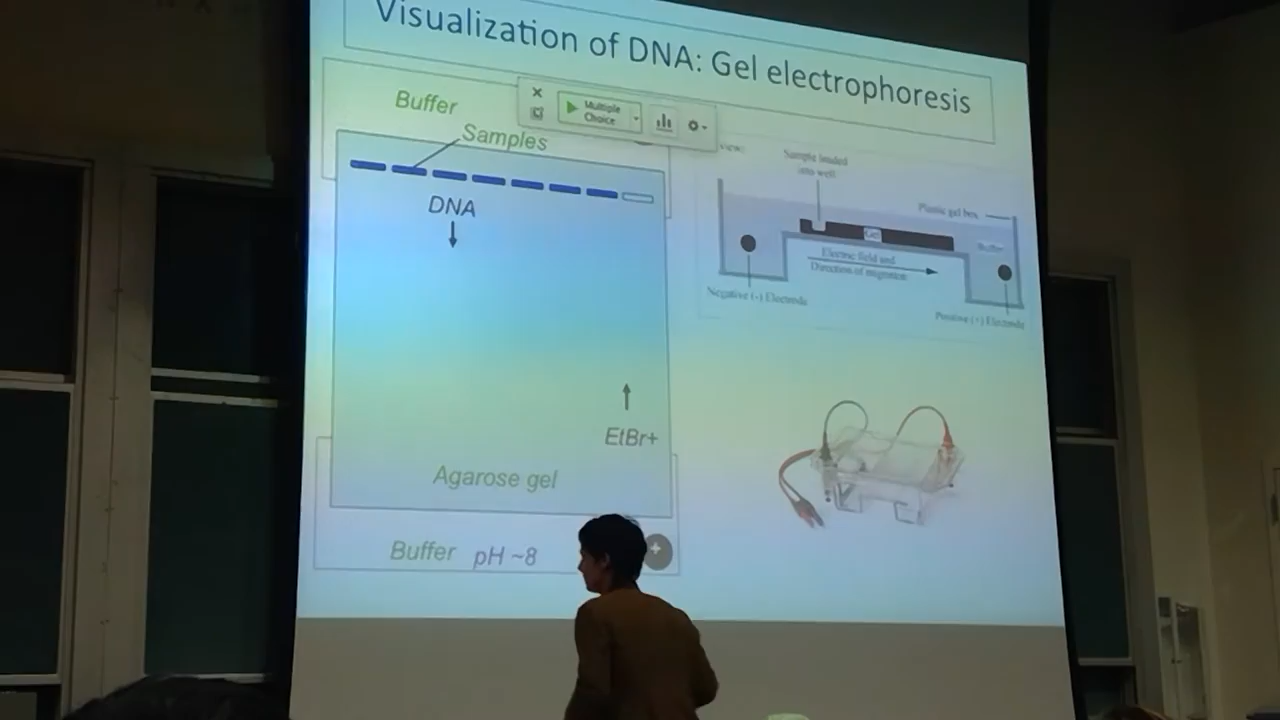 Visualization of DNA: Gel electrophoresis
Buffer
Multiple
Choice
Samples
DNA
EtBr+
Agarose gel
Buffer pH ~8
+
view:
Sample loaded
into well
Plastic gel box
Gel
Buffer
Electric field and
Direction of migration
Negative (-) Electrode
Positive (+) Electrode